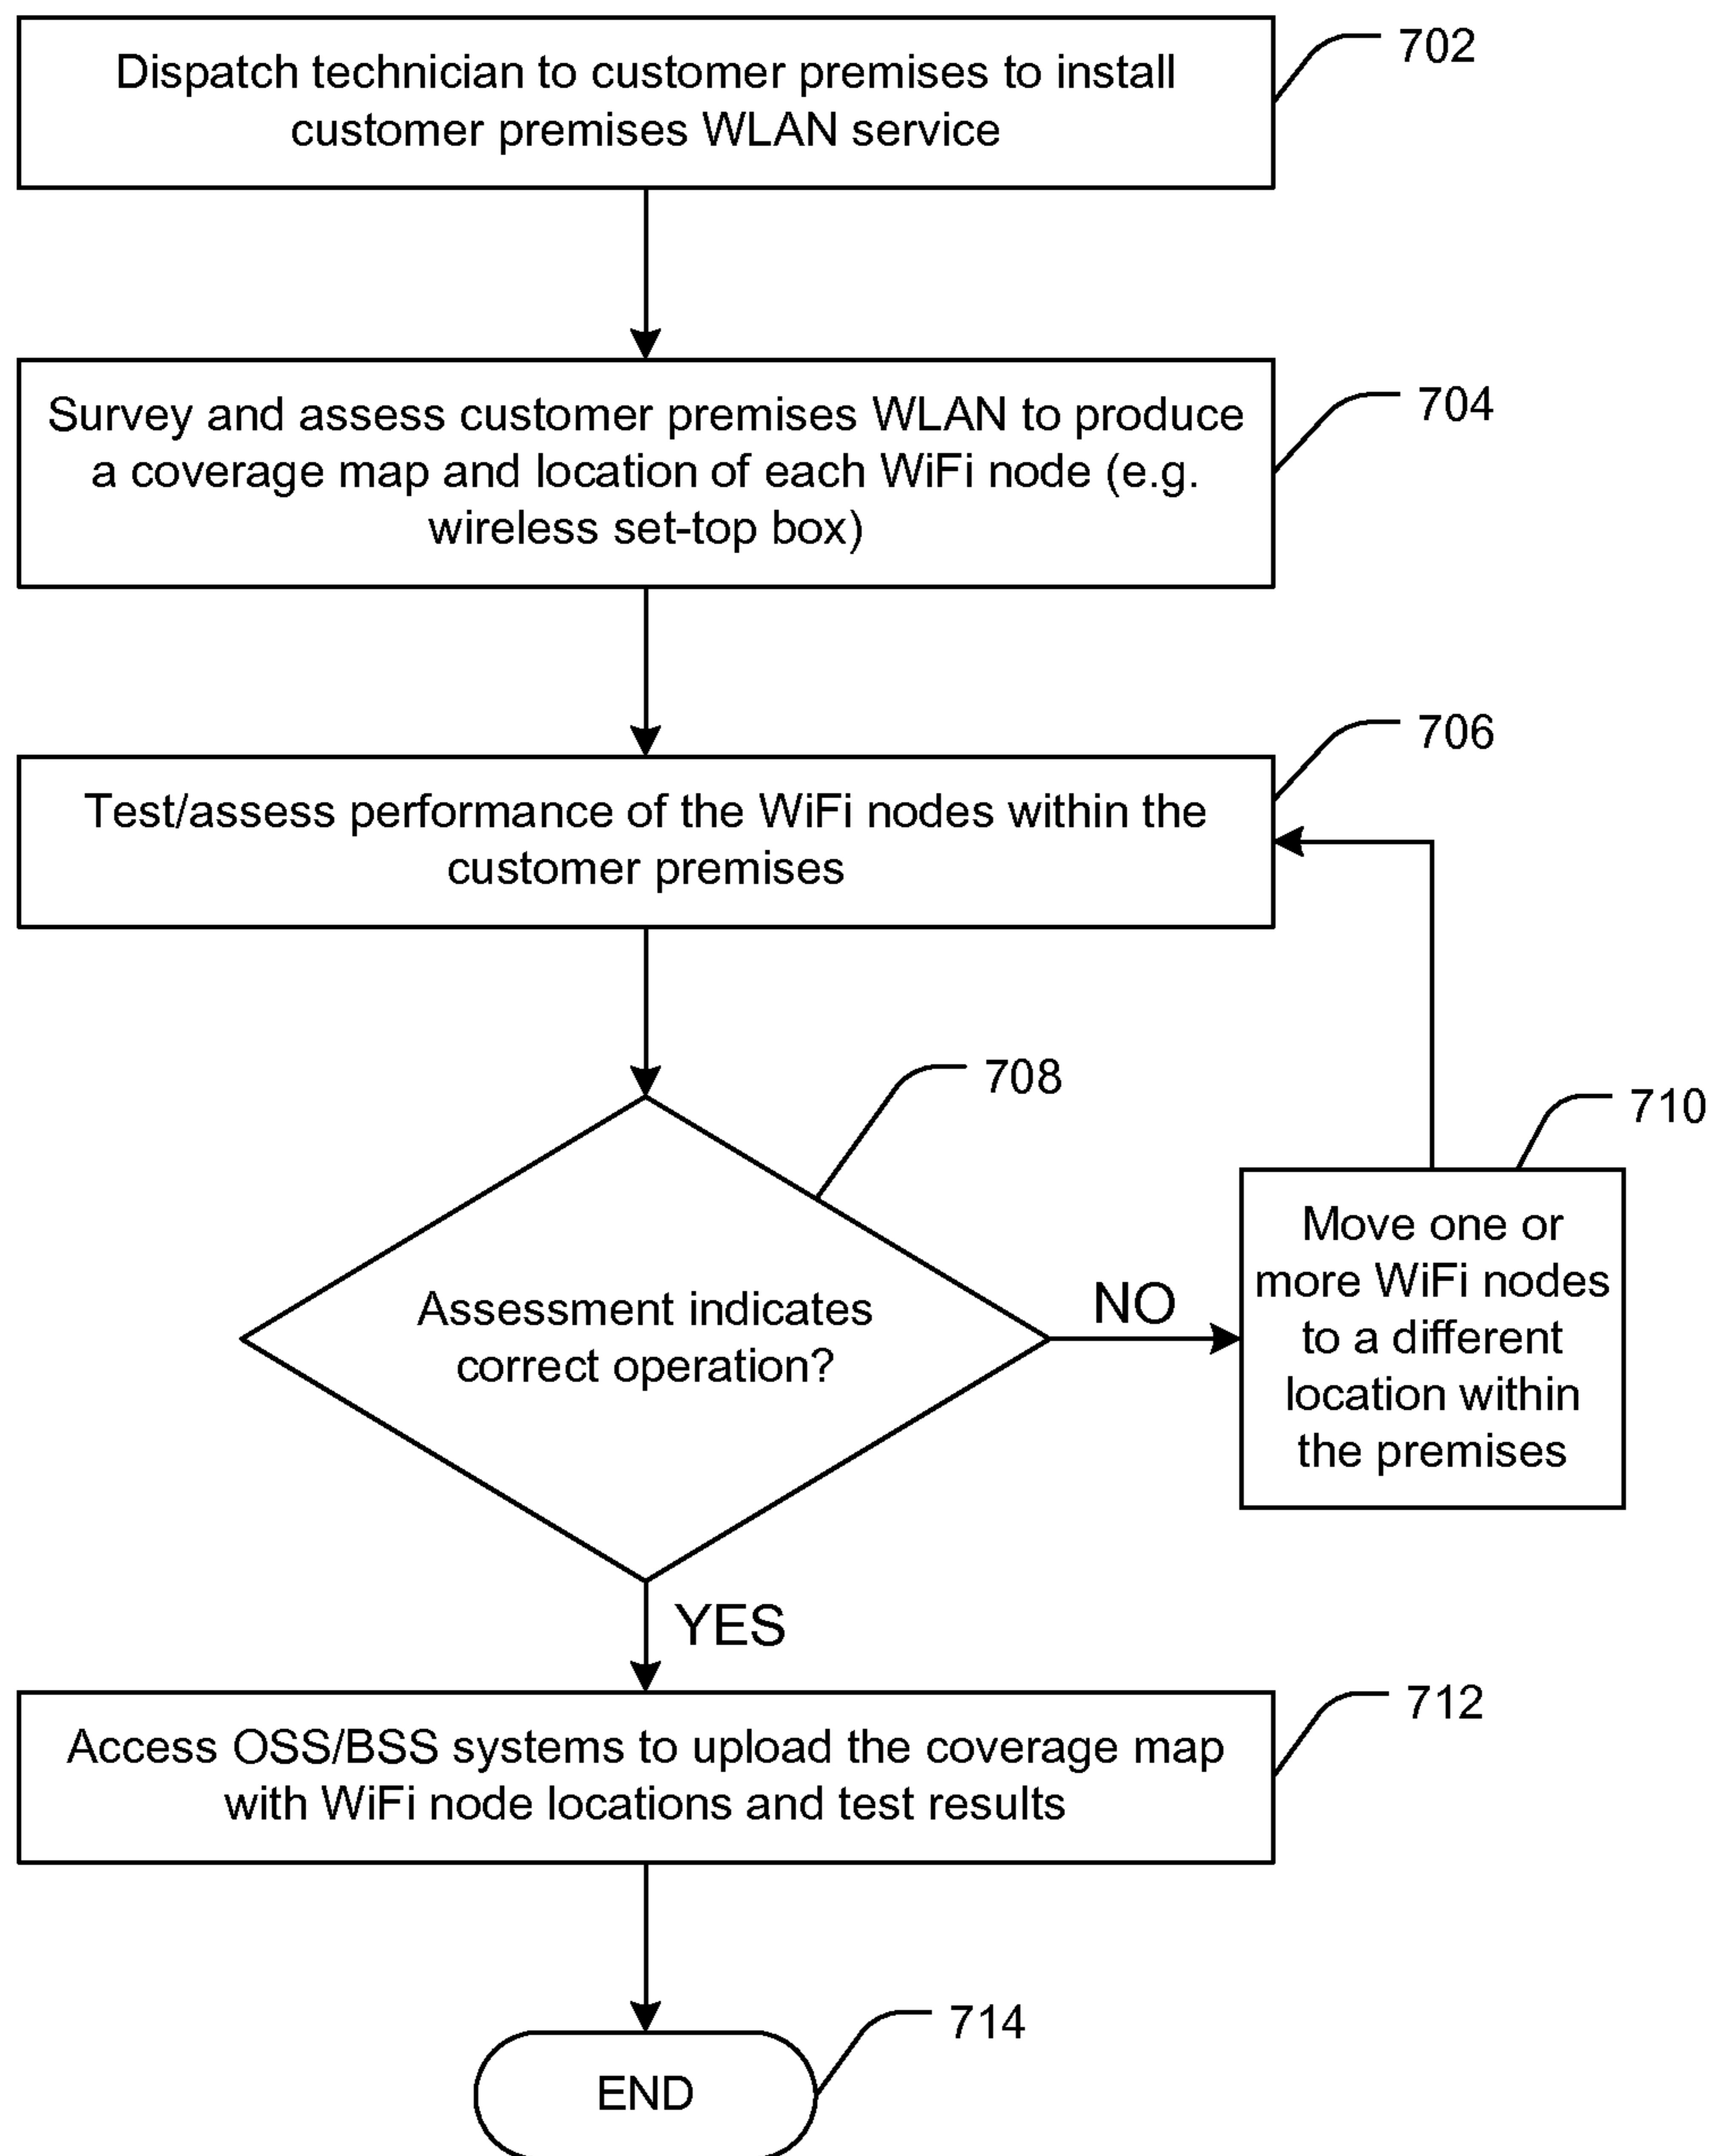 Dispatch technician to customer premises to install
customer premises WLAN service
702
Survey and assess customer premises WLAN to produce
a coverage map and location of each WiFi node (e.g.
wireless set-top box)
704
Test/assess performance of the WiFi nodes within the
customer premises
706
Assessment indicates
correct operation?
708
NO
Move one or
more WiFi nodes
to a different
location within
the premises
710
YES
Access OSS/BSS systems to upload the coverage map
with WiFi node locations and test results
712
END
714